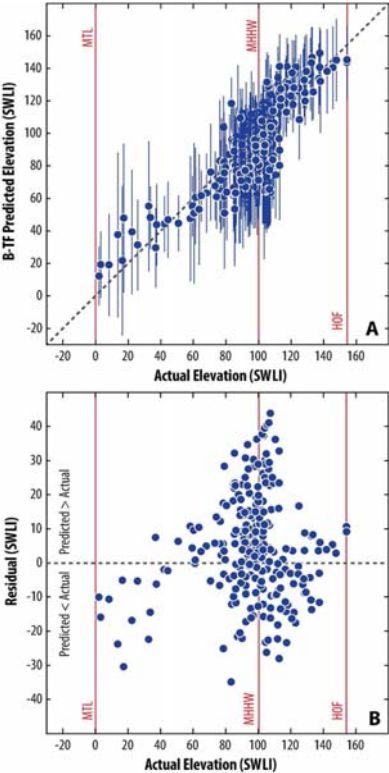 160
140
120
100
80
60
40
20
0
-20
B-TF Predicted Elevation (SWLI)
MTL
MHHW
HOF
A
-20 0 20 40 60 80 100 120 140 160
Actual Elevation (SWLI)
40
30
20
10
0
-10
-20
-30
-40
Residual (SWLI)
Predicted > Actual
Predicted < Actual
MTL
MHHW
HOF
B
-20 0 20 40 60 80 100 120 140 160
Actual Elevation (SWLI)